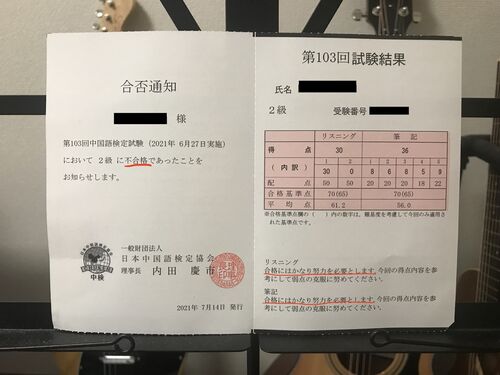 合否通知
様
第103回中国語検定試験（2021年 6月27日実施）
において 2級 に不合格であったことを
お知らせします。
一般財団法人
日本中国語検定協会
理事長 内田 慶市
中検
2021年 7月14日 発行
第103回試験結果
氏名
2級 受験番号
リスニング 筆記
得点 30 36
（内訳） 1 2 1 2 3 4 5
30 0 8 6 8 5 9
配点 50 50 20 20 20 18 22
合格基準点 70(65) 70(65)
平均点 61.2 56.0
※合格基準点欄の（ ）内の数字は、難易度を考慮して今回のみ適用さ
れた基準点です。
リスニング
合格にはかなり努力を必要とします。今回の得点内容を参
考にして弱点の克服に努めてください。
筆記
合格にはかなり努力を必要とします。今回の得点内容を参
考にして弱点の克服に努めてください。